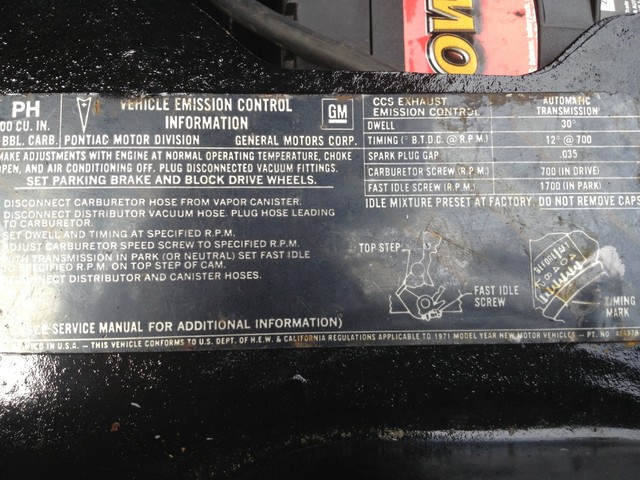 PH
00 CU. IN.
BBL. CARB.
VEHICLE EMISSION CONTROL
INFORMATION
GM
PONTIAC MOTOR DIVISION GENERAL MOTORS CORP.
MAKE ADJUSTMENTS WITH ENGINE AT NORMAL OPERATING TEMPERATURE, CHOKE
OPEN, AND AIR CONDITIONING OFF. PLUG DISCONNECTED VACUUM FITTINGS.
SET PARKING BRAKE AND BLOCK DRIVE WHEELS.
DISCONNECT CARBURETOR HOSE FROM VAPOR CANISTER.
DISCONNECT DISTRIBUTOR VACUUM HOSE. PLUG HOSE LEADING
TO CARBURETOR.
SET DWELL AND TIMING AT SPECIFIED R.P.M.
ADJUST CARBURETOR SPEED SCREW TO SPECIFIED R.P.M.
WITH TRANSMISSION IN PARK (OR NEUTRAL) SET FAST IDLE
TO SPECIFIED R.P.M. ON TOP STEP OF CAM.
RECONNECT DISTRIBUTOR AND CANISTER HOSES.
(SEE SERVICE MANUAL FOR ADDITIONAL INFORMATION)
CCS EXHAUST
EMISSION CONTROL
AUTOMATIC
TRANSMISSION
DWELL 30°
TIMING (° B.T.D.C. @ R.P.M.) 12° @ 700
SPARK PLUG GAP .035
CARBURETOR SCREW (R.P.M.) 700 (IN DRIVE)
FAST IDLE SCREW (R.P.M.) 1700 (IN PARK)
IDLE MIXTURE PRESET AT FACTORY. DO NOT REMOVE CAPS
TOP STEP
FAST IDLE
SCREW
TIMING
MARK
IN U.S.A. — THIS VEHICLE CONFORMS TO U.S. DEPT. OF H.E.W. & CALIFORNIA REGULATIONS APPLICABLE TO 1971 MODEL YEAR NEW MOTOR VEHICLES — PT. NO